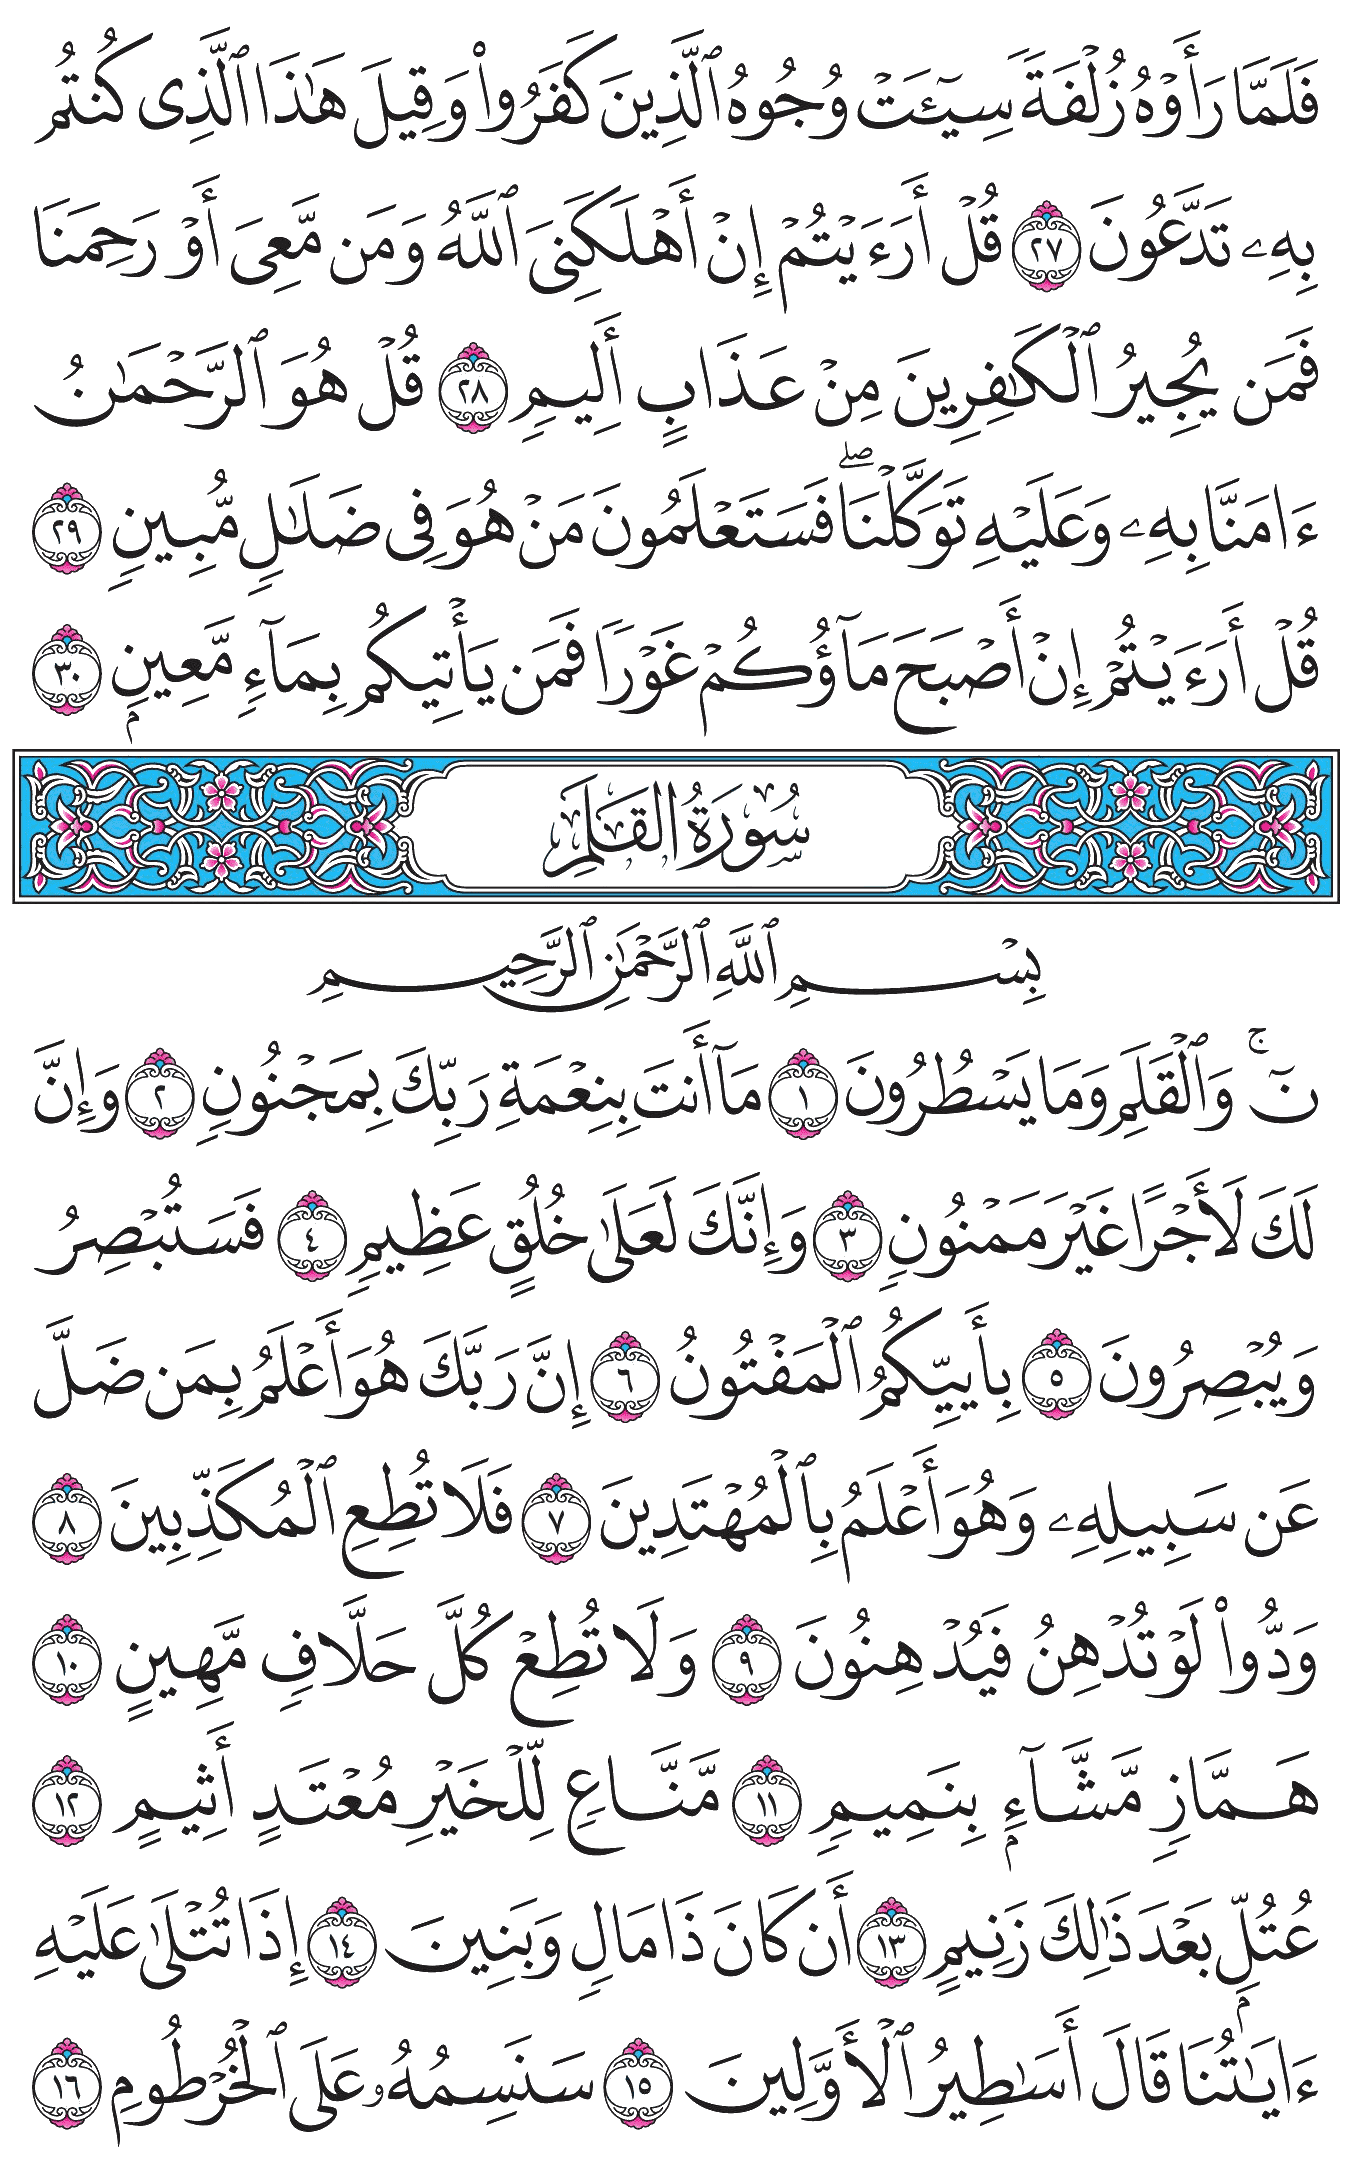 فَلَمَّا رَأَوْهُ زُلْفَةً سِيٓـَٔتْ وُجُوهُ ٱلَّذِينَ كَفَرُوا۟ وَقِيلَ هَـٰذَا ٱلَّذِى كُنتُم
بِهِۦ تَدَّعُونَ ٢٧ قُلْ أَرَءَيْتُمْ إِنْ أَهْلَكَنِىَ ٱللَّهُ وَمَن مَّعِىَ أَوْ رَحِمَنَا
فَمَن يُجِيرُ ٱلْكَـٰفِرِينَ مِنْ عَذَابٍ أَلِيمٍ ٢٨ قُلْ هُوَ ٱلرَّحْمَـٰنُ
ءَامَنَّا بِهِۦ وَعَلَيْهِ تَوَكَّلْنَا ۖ فَسَتَعْلَمُونَ مَنْ هُوَ فِى ضَلَـٰلٍ مُّبِينٍ ٢٩
قُلْ أَرَءَيْتُمْ إِنْ أَصْبَحَ مَآؤُكُمْ غَوْرًا فَمَن يَأْتِيكُم بِمَآءٍ مَّعِينٍۭ ٣٠
سُورَةُ القَلَمِ
بِسْمِ ٱللَّهِ ٱلرَّحْمَـٰنِ ٱلرَّحِيمِ
نٓ ۚ وَٱلْقَلَمِ وَمَا يَسْطُرُونَ ١ مَآ أَنتَ بِنِعْمَةِ رَبِّكَ بِمَجْنُونٍ ٢ وَإِنَّ
لَكَ لَأَجْرًا غَيْرَ مَمْنُونٍ ٣ وَإِنَّكَ لَعَلَىٰ خُلُقٍ عَظِيمٍ ٤ فَسَتُبْصِرُ
وَيُبْصِرُونَ ٥ بِأَييِّكُمُ ٱلْمَفْتُونُ ٦ إِنَّ رَبَّكَ هُوَ أَعْلَمُ بِمَن ضَلَّ
عَن سَبِيلِهِۦ وَهُوَ أَعْلَمُ بِٱلْمُهْتَدِينَ ٧ فَلَا تُطِعِ ٱلْمُكَذِّبِينَ ٨
وَدُّوا۟ لَوْ تُدْهِنُ فَيُدْهِنُونَ ٩ وَلَا تُطِعْ كُلَّ حَلَّافٍ مَّهِينٍ ١٠
هَمَّازٍ مَّشَّآءٍۭ بِنَمِيمٍ ١١ مَّنَّاعٍ لِّلْخَيْرِ مُعْتَدٍ أَثِيمٍ ١٢
عُتُلٍّۭ بَعْدَ ذَٰلِكَ زَنِيمٍ ١٣ أَن كَانَ ذَا مَالٍ وَبَنِينَ ١٤ إِذَا تُتْلَىٰ عَلَيْهِ
ءَايَـٰتُنَا قَالَ أَسَـٰطِيرُ ٱلْأَوَّلِينَ ١٥ سَنَسِمُهُۥ عَلَى ٱلْخُرْطُومِ ١٦